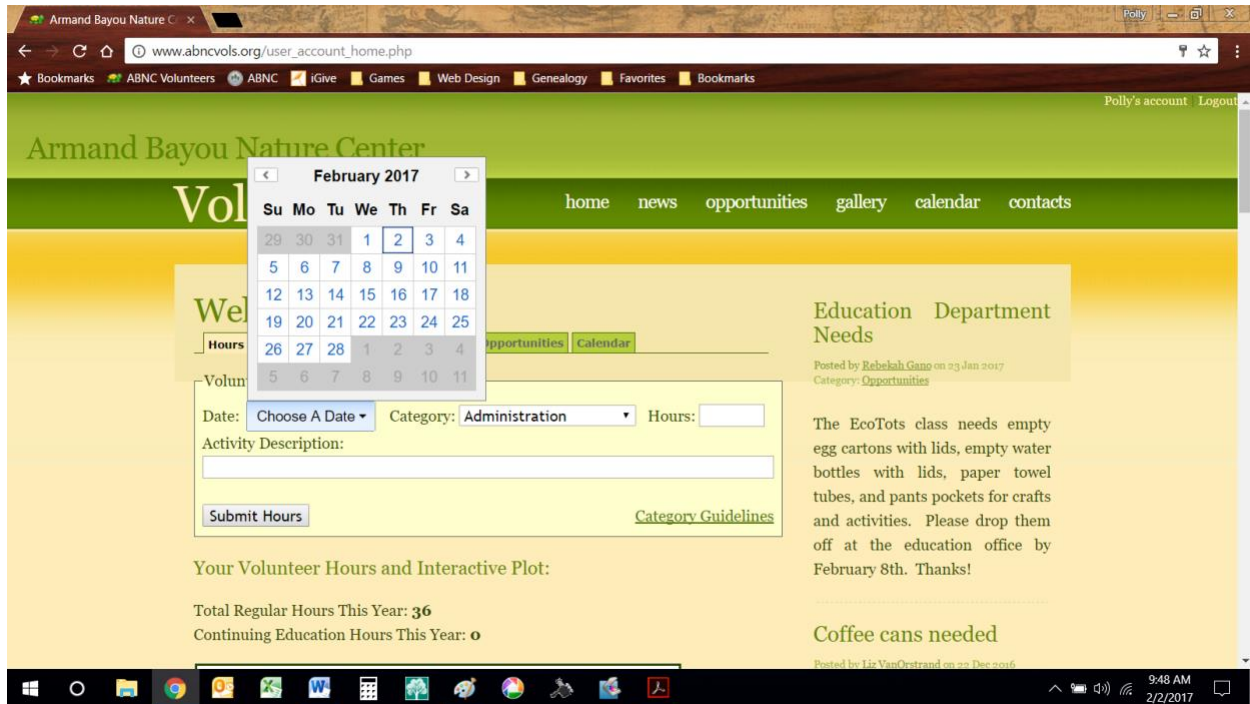 Armand Bayou Nature C
Polly
www.abncvols.org/user_account_home.php
Bookmarks ABNC Volunteers ABNC iGive Games Web Design Genealogy Favorites Bookmarks
Polly's account | Logout
Armand Bayou Nature Center
Vol
home news opportunities gallery calendar contacts
February 2017
Su Mo Tu We Th Fr Sa
29 30 31 1 2 3 4
5 6 7 8 9 10 11
12 13 14 15 16 17 18
19 20 21 22 23 24 25
26 27 28 1 2 3 4
5 6 7 8 9 10 11
Wel
Hours
pportunities Calendar
Volun
Date: Choose A Date Category: Administration Hours:
Activity Description:
Submit Hours Category Guidelines
Your Volunteer Hours and Interactive Plot:
Total Regular Hours This Year: 36
Continuing Education Hours This Year: 0
Education Department
Needs
Posted by Rebekah Gano on 23 Jan 2017
Category: Opportunities
The EcoTots class needs empty
egg cartons with lids, empty water
bottles with lids, paper towel
tubes, and pants pockets for crafts
and activities. Please drop them
off at the education office by
February 8th. Thanks!
Coffee cans needed
Posted by Liz VanOrstrand on 22 Dec 2016
9:48 AM
2/2/2017